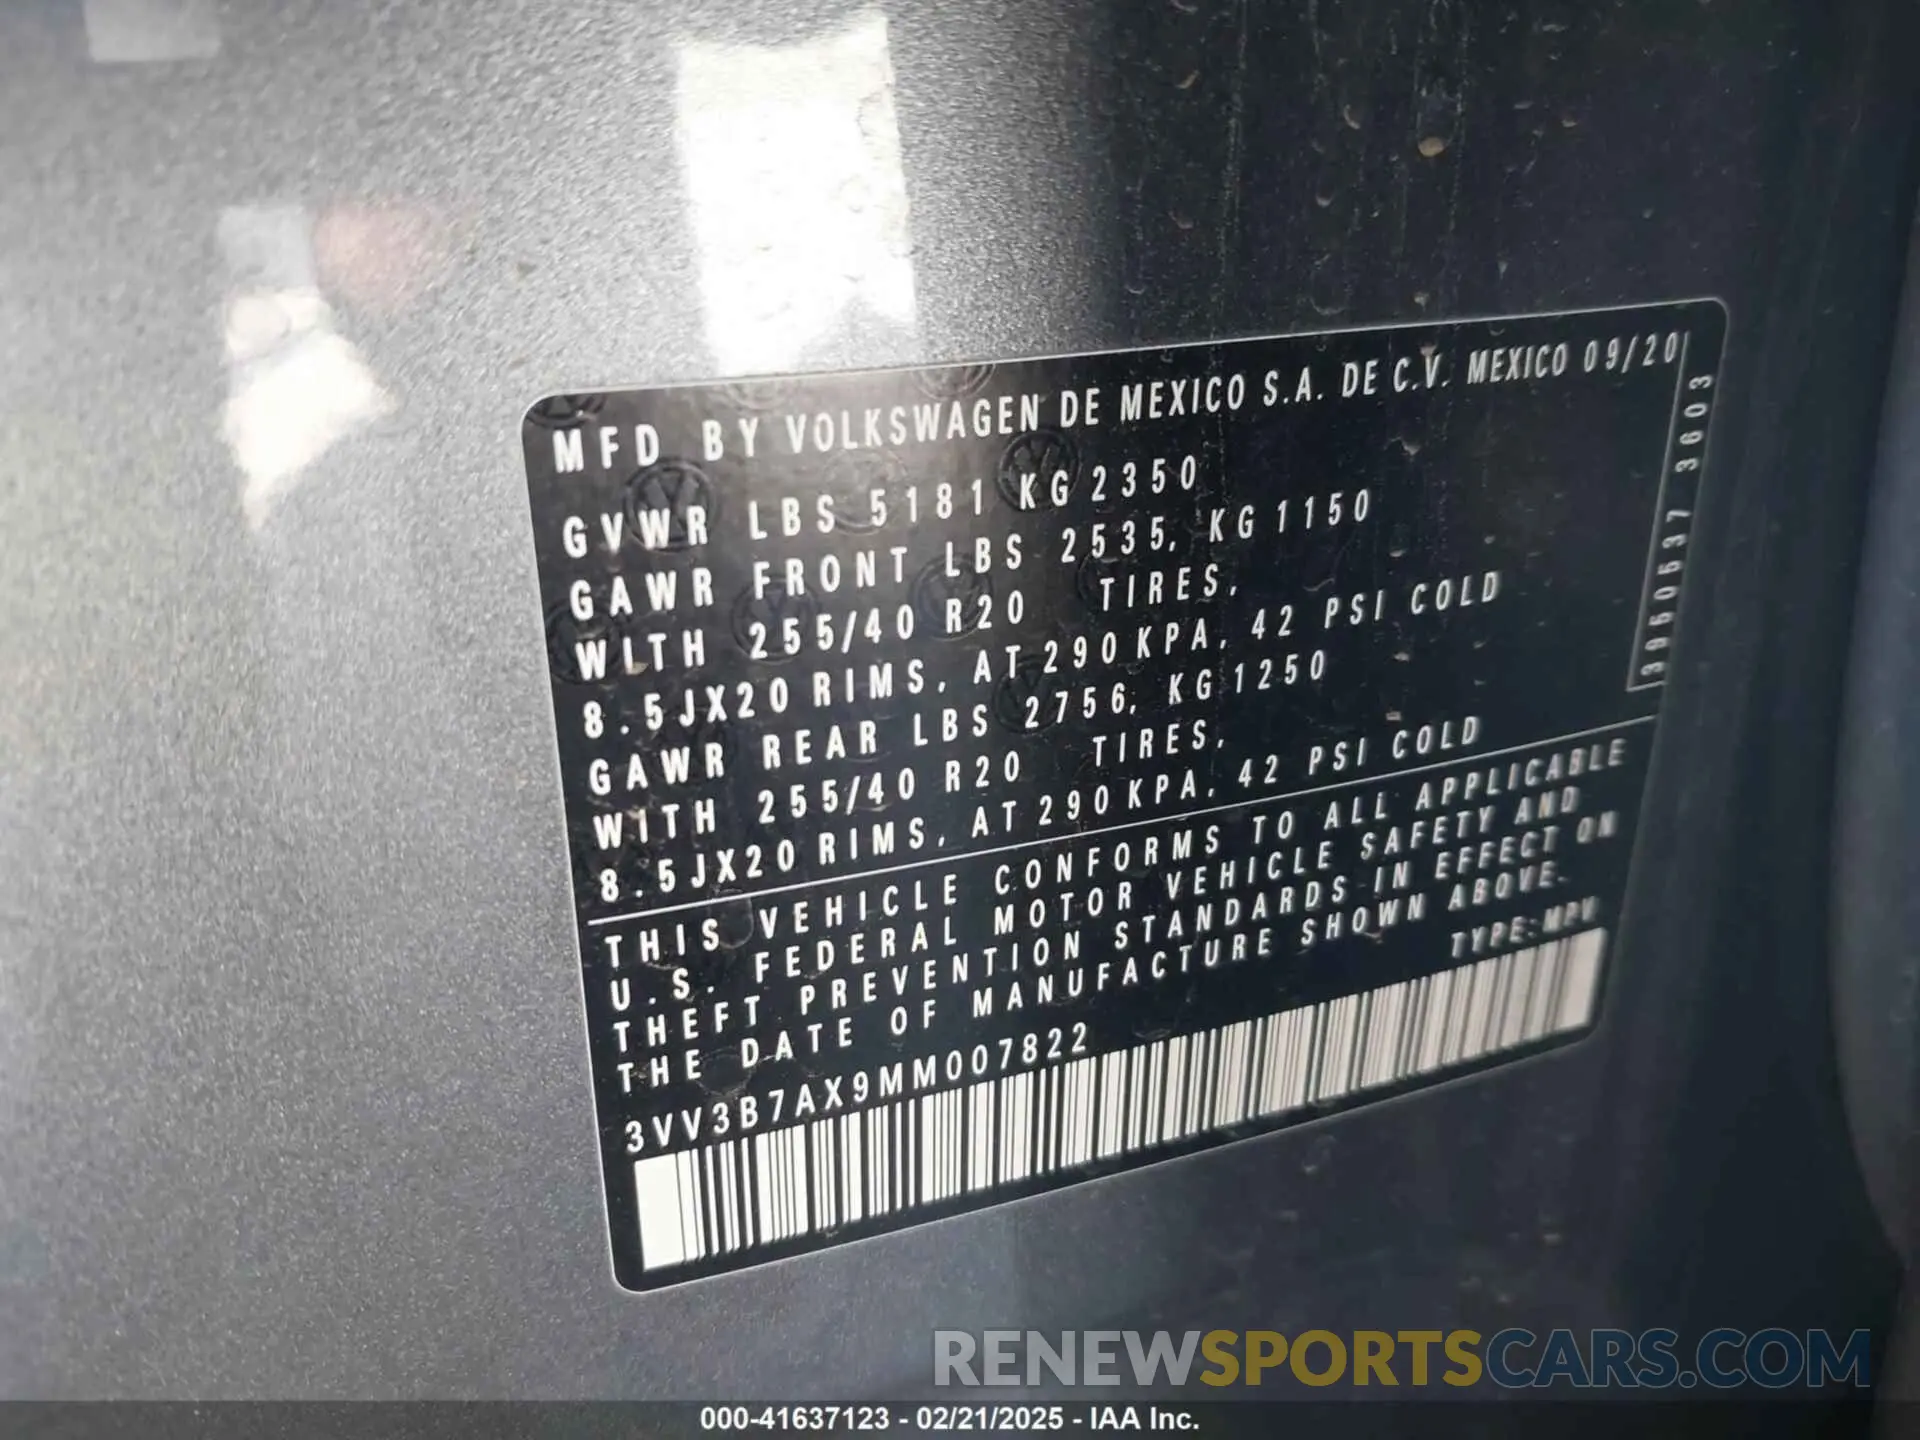 MFD BY VOLKSWAGEN DE MEXICO S.A. DE C.V. MEXICO 09/20
GVWR LBS 5181 KG 2350
GAWR FRONT LBS 2535, KG 1150
WITH 255/40 R20 TIRES,
8.5JX20 RIMS, AT 290 KPA, 42 PSI COLD
GAWR REAR LBS 2756, KG 1250
WITH 255/40 R20 TIRES,
8.5JX20 RIMS, AT 290 KPA, 42 PSI COLD
3950537 3603
THIS VEHICLE CONFORMS TO ALL APPLICABLE
U.S. FEDERAL MOTOR VEHICLE SAFETY AND
THEFT PREVENTION STANDARDS IN EFFECT ON
THE DATE OF MANUFACTURE SHOWN ABOVE.
TYPE: MPV
3VV3B7AX9MM007822
RENEWSPORTSCARS.COM
000-41637123 - 02/21/2025 - IAA Inc.